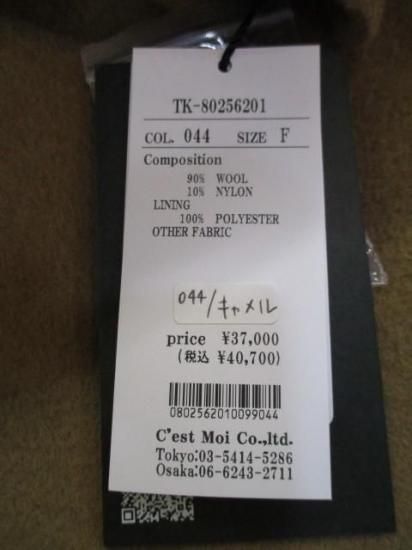 TK-80256201
COL. 044 SIZE F
Composition
90% WOOL
10% NYLON
LINING
100% POLYESTER
OTHER FABRIC
044/キャメル
price ¥37,000
(税込 ¥40,700)
0802562010099044
C'est Moi Co.,ltd.
Tokyo:03-5414-5286
Osaka:06-6243-2711